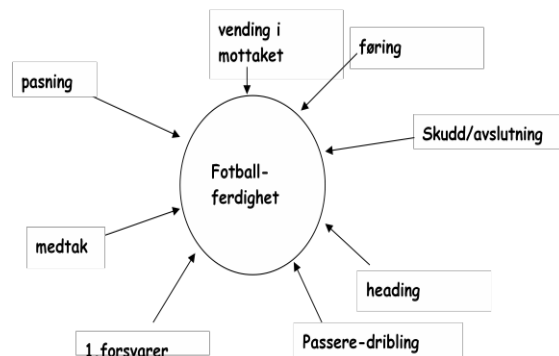 vending i
mottaket
føring
pasning
Skudd/avslutning
Fotball-
ferdighet
medtak
heading
1.forsvarer
Passere-dribling